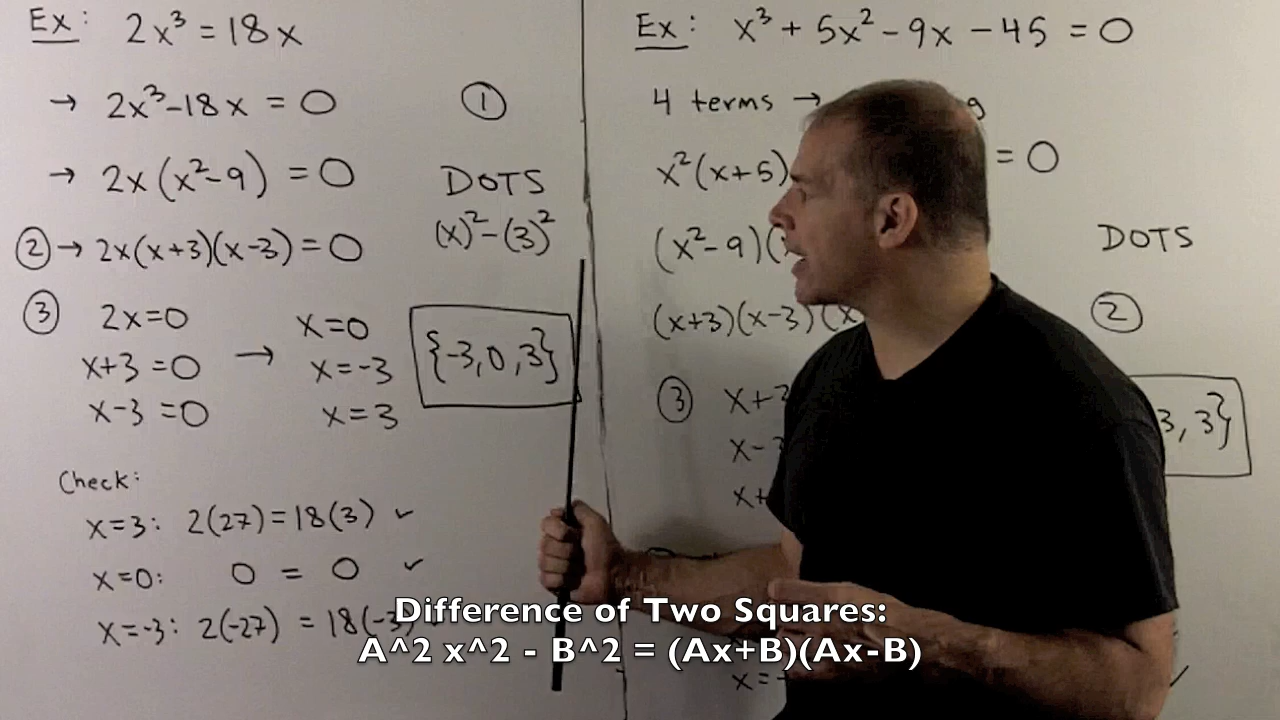 Ex: 2x³ = 18x
→ 2x³-18x = 0 ①
→ 2x(x²-9) = 0 DOTS
(x)²-(3)²
② → 2x(x+3)(x-3) = 0
③ 2x=0 x=0
x+3=0 → x=-3
x-3=0 x=3
{-3,0,3}
Check:
x=3: 2(27)=18(3) ✓
x=0: 0 = 0 ✓
x=-3: 2(-27) = 18(-3)
Ex: x³ + 5x² - 9x - 45 = 0
4 terms →
x²(x+5) = 0
(x²-9)( DOTS
(x+3)(x-3)(x ②
③ x+
x-
x+
3, 3}
x=-
Difference of Two Squares:
A^2 x^2 - B^2 = (Ax+B)(Ax-B)